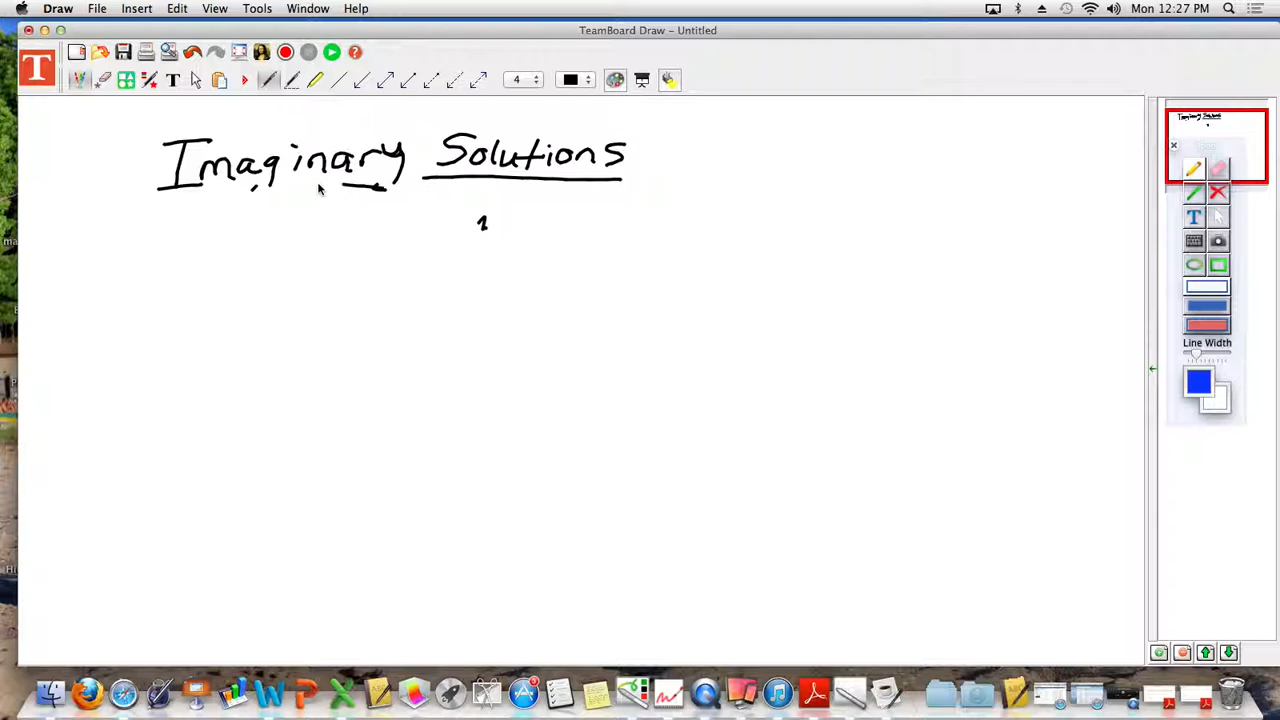 Draw File Insert Edit View Tools Window Help Mon 12:27 PM
TeamBoard Draw - Untitled
T T 4
Imaginary Solutions
T
Line Width